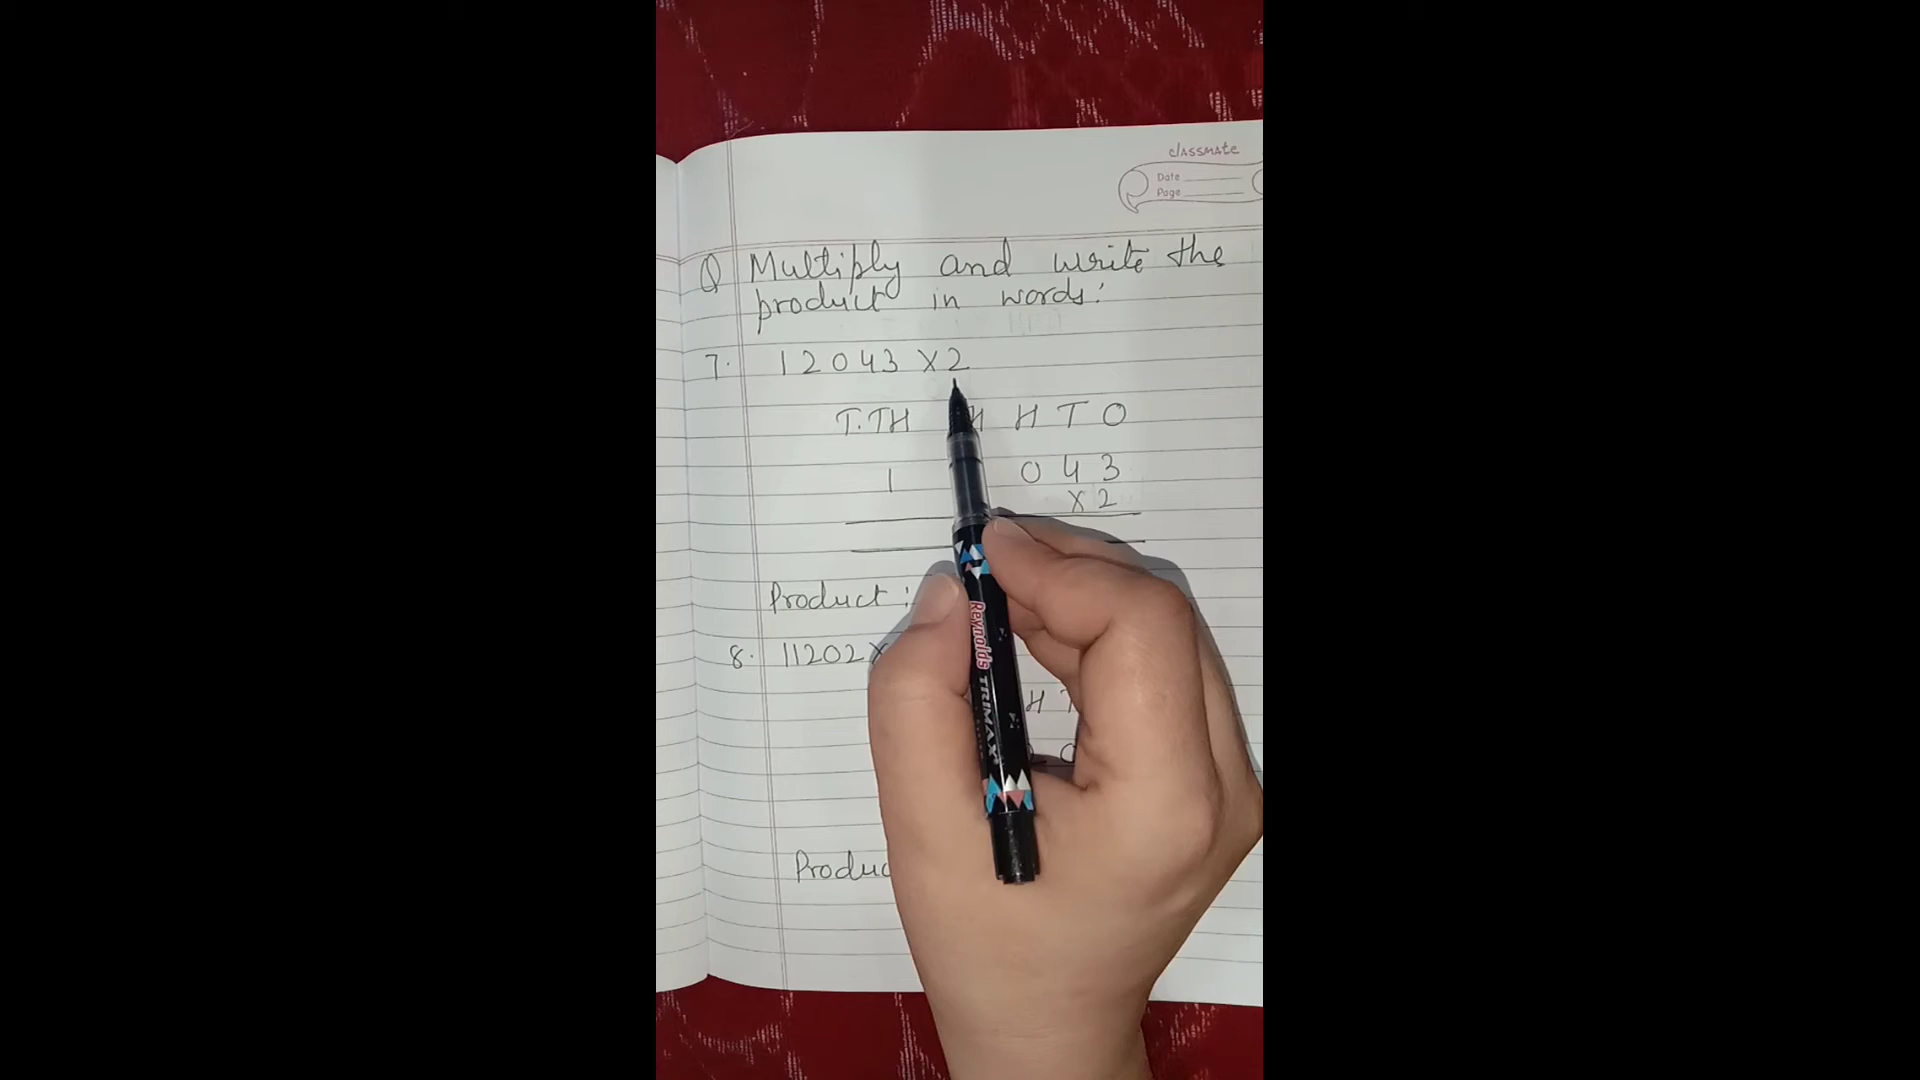 classmate
Date
Page
Q Multiply and write the
product in words:
7. 12043 X 2
T.TH H H T O
1 0 4 3
X 2
Product :
8. 11202 X
H T
Produc
Reynolds TRIMAX